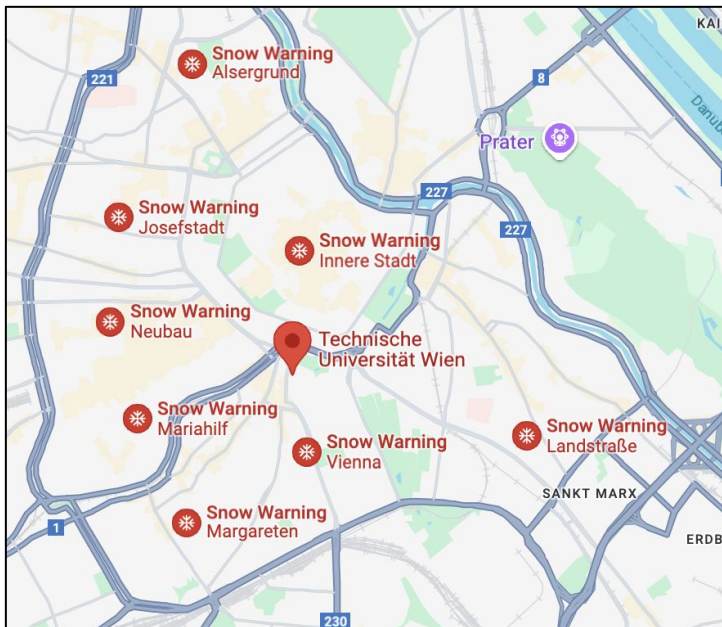 KAI
Snow Warning
Alsergrund
221
8
Danub
Prater
227
Snow Warning
Josefstadt
227
Snow Warning
Innere Stadt
Snow Warning
Neubau
Technische
Universität Wien
Snow Warning
Mariahilf
Snow Warning
Landstraße
Snow Warning
Vienna
SANKT MARX
Snow Warning
Margareten
1
ERDB
230